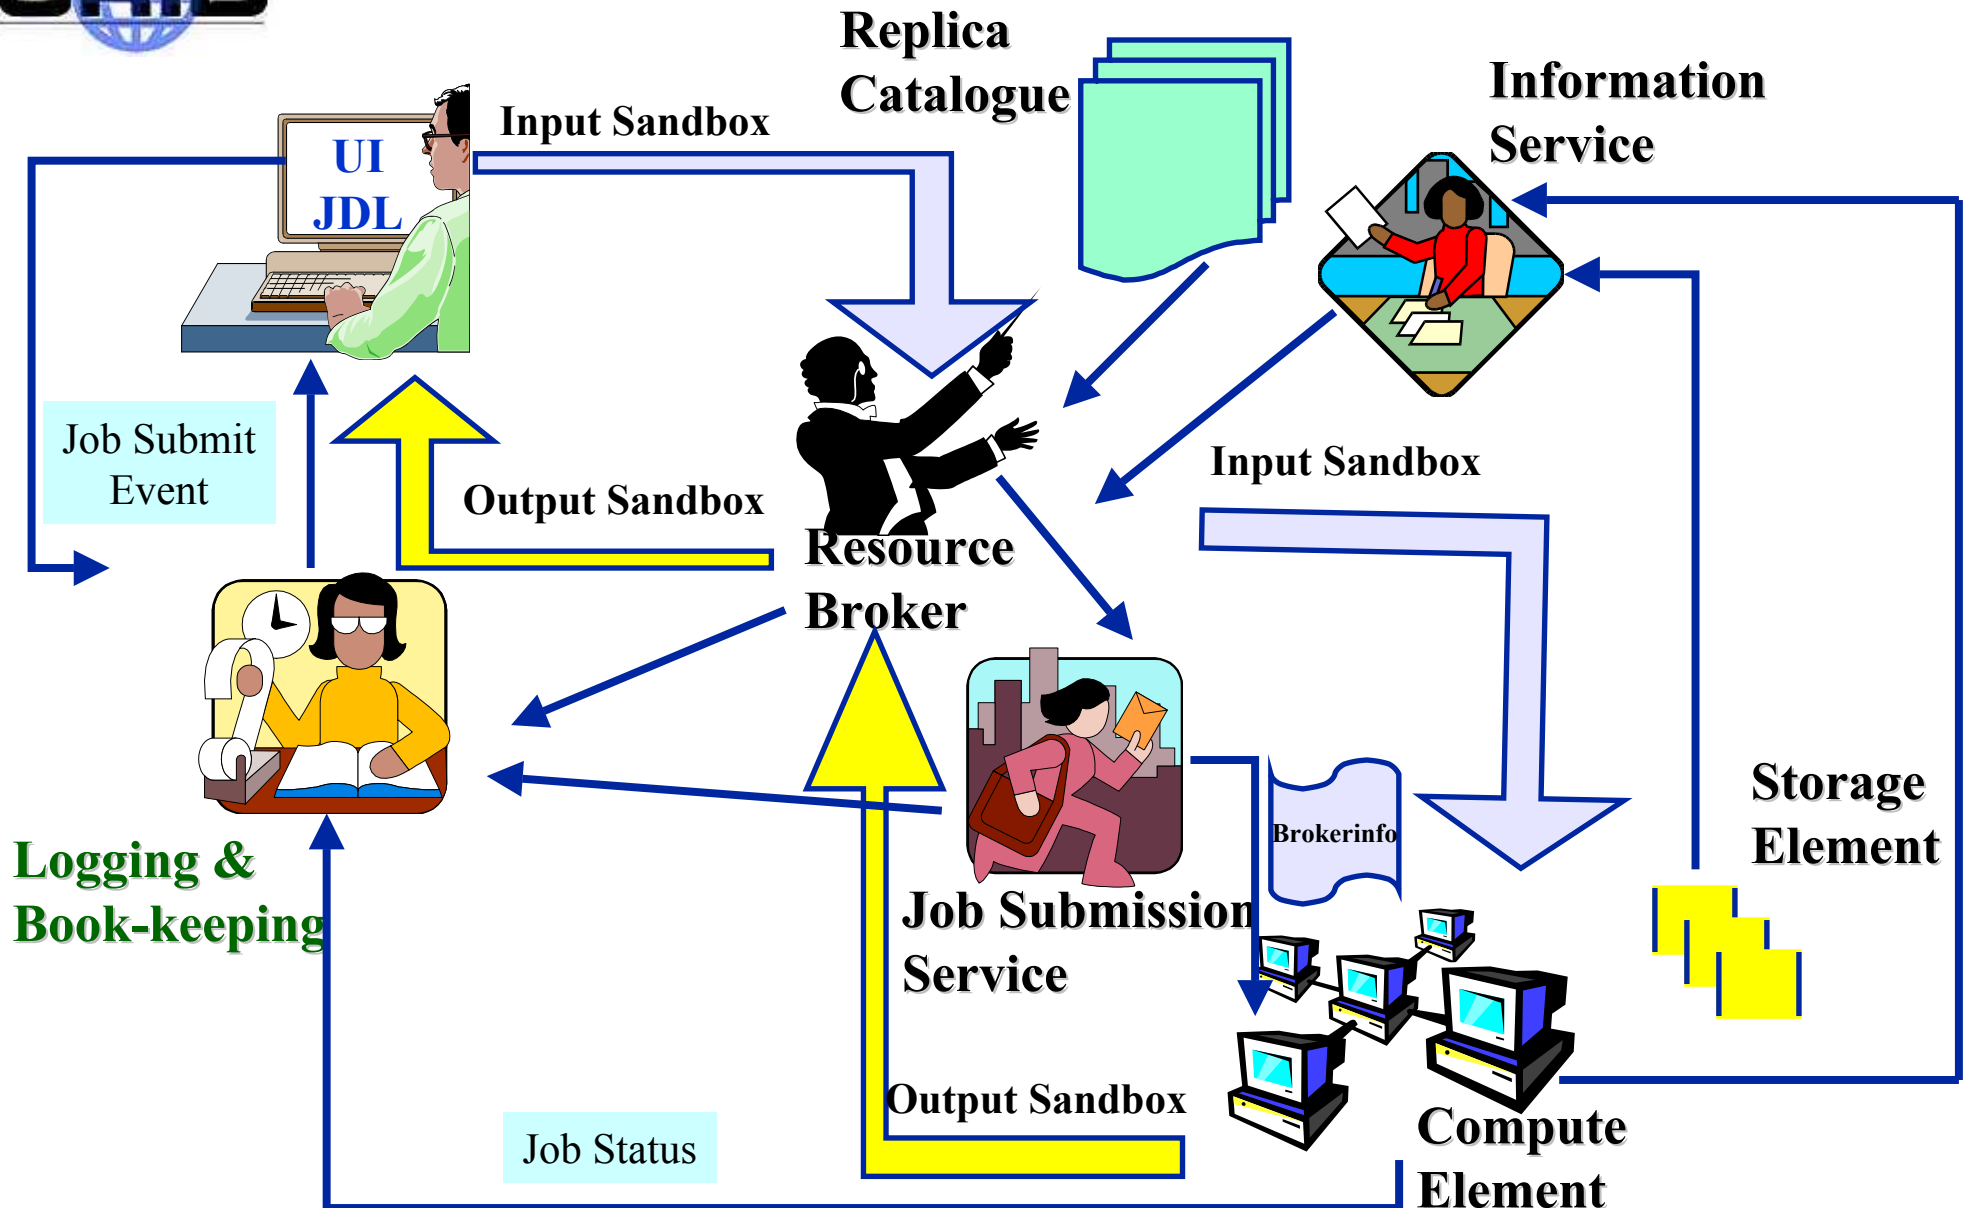 Replica
Catalogue
Information
Service
Input Sandbox
UI
JDL
Job Submit
Event
Output Sandbox
Input Sandbox
Resource
Broker
Storage
Element
Brokerinfo
Logging &
Book-keeping
Job Submission
Service
Output Sandbox
Job Status
Compute
Element